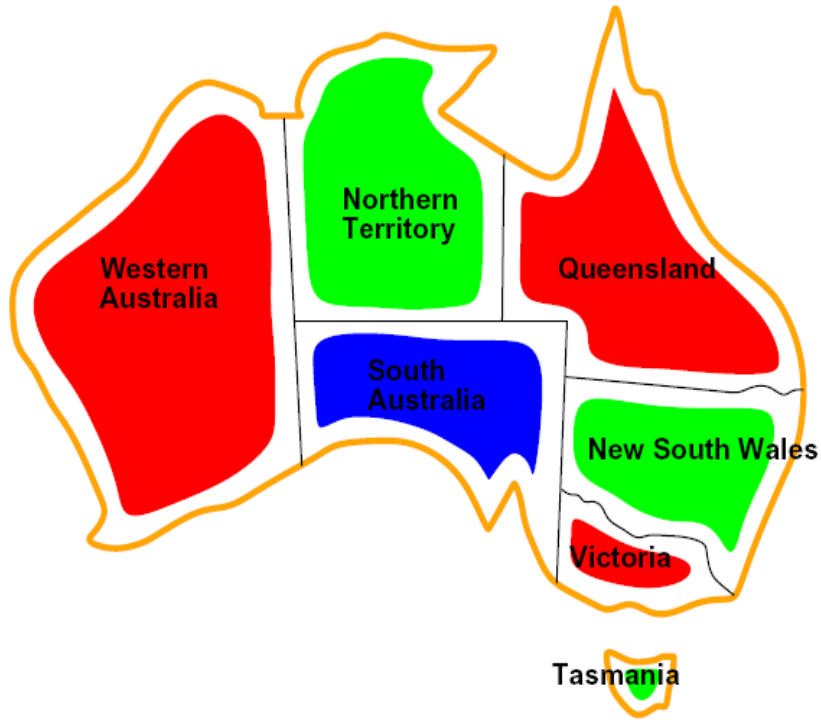 Northern
Territory
Western
Australia
Queensland
South
Australia
New South Wales
Victoria
Tasmania